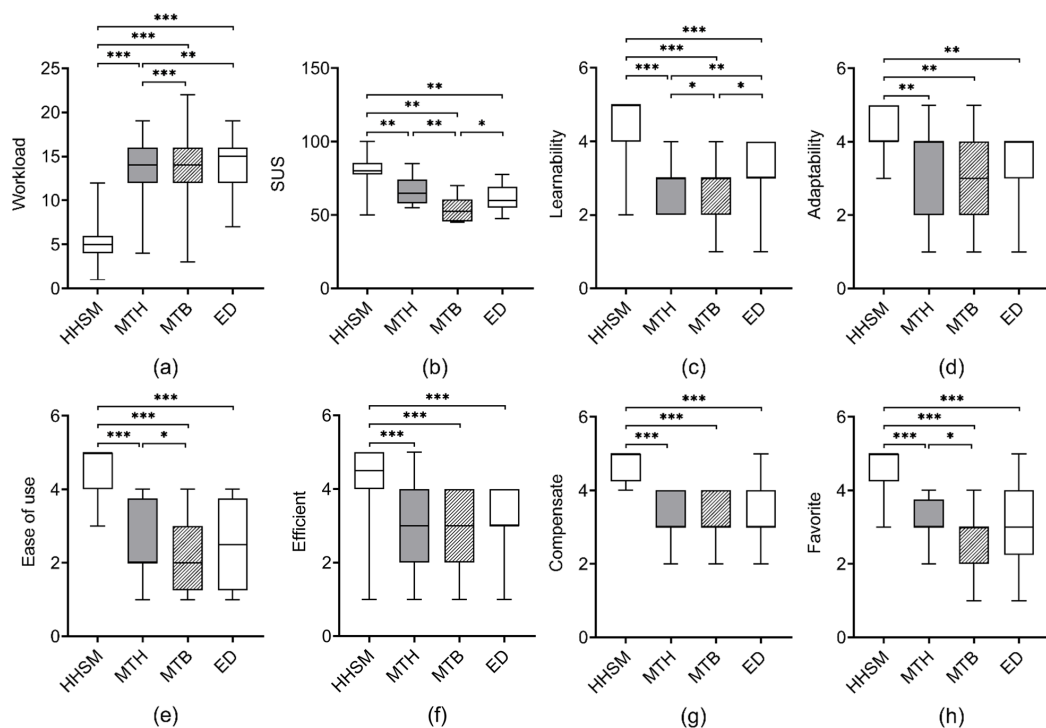 ***
***
*** **
***
25
20
15
10
5
0
Workload
HHSM MTH MTB ED
(a)
**
**
** ** *
150
100
50
0
SUS
HHSM MTH MTB ED
(b)
***
***
*** **
* *
6
4
2
0
Learnability
HHSM MTH MTB ED
(c)
**
**
**
6
4
2
0
Adaptability
HHSM MTH MTB ED
(d)
***
***
*** *
6
4
2
0
Ease of use
HHSM MTH MTB ED
(e)
***
***
***
6
4
2
0
Efficient
HHSM MTH MTB ED
(f)
***
***
***
6
4
2
0
Compensate
HHSM MTH MTB ED
(g)
***
***
*** *
6
4
2
0
Favorite
HHSM MTH MTB ED
(h)